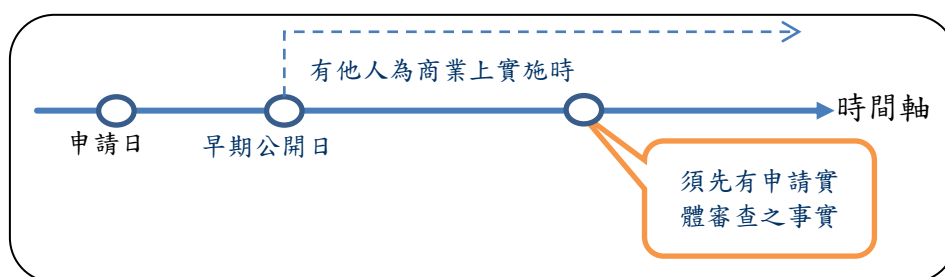 有他人為商業上實施時
時間軸
申請日
早期公開日
須先有申請實
體審查之事實